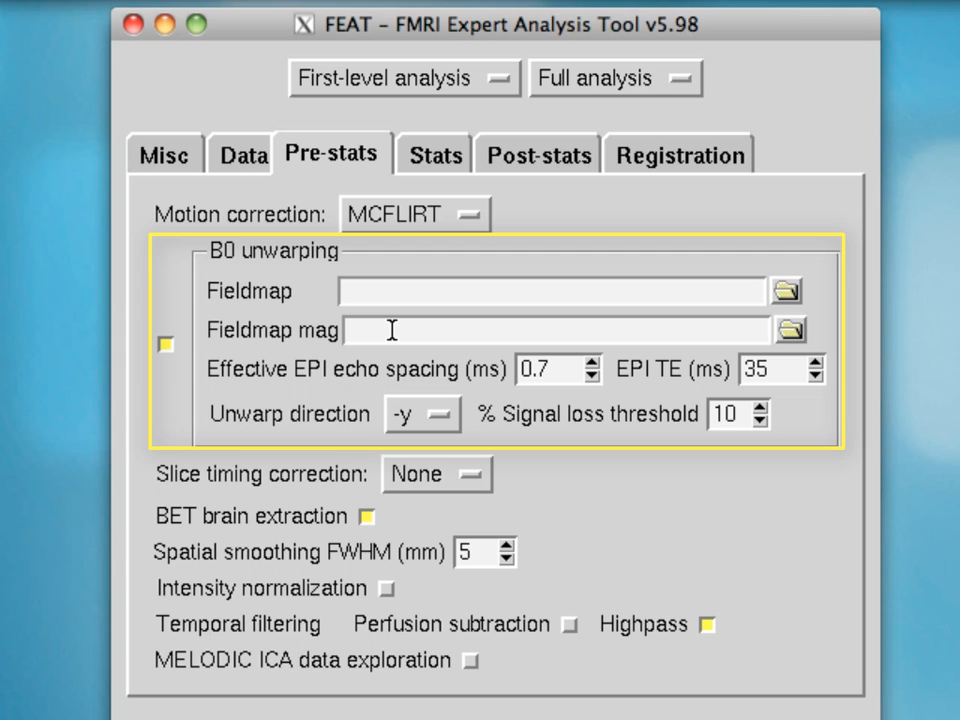 X FEAT - FMRI Expert Analysis Tool v5.98
First-level analysis Full analysis
Misc Data Pre-stats Stats Post-stats Registration
Motion correction: MCFLIRT
B0 unwarping
Fieldmap
Fieldmap mag
Effective EPI echo spacing (ms) 0.7 EPI TE (ms) 35
Unwarp direction -y % Signal loss threshold 10
Slice timing correction: None
BET brain extraction
Spatial smoothing FWHM (mm) 5
Intensity normalization
Temporal filtering Perfusion subtraction Highpass
MELODIC ICA data exploration